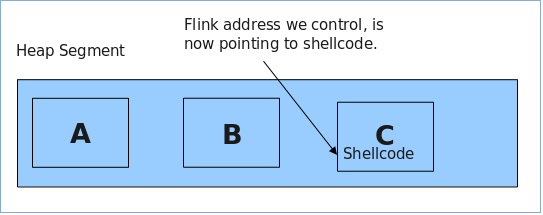 Flink address we control, is
now pointing to shellcode.
Heap Segment
A
B
C
Shellcode